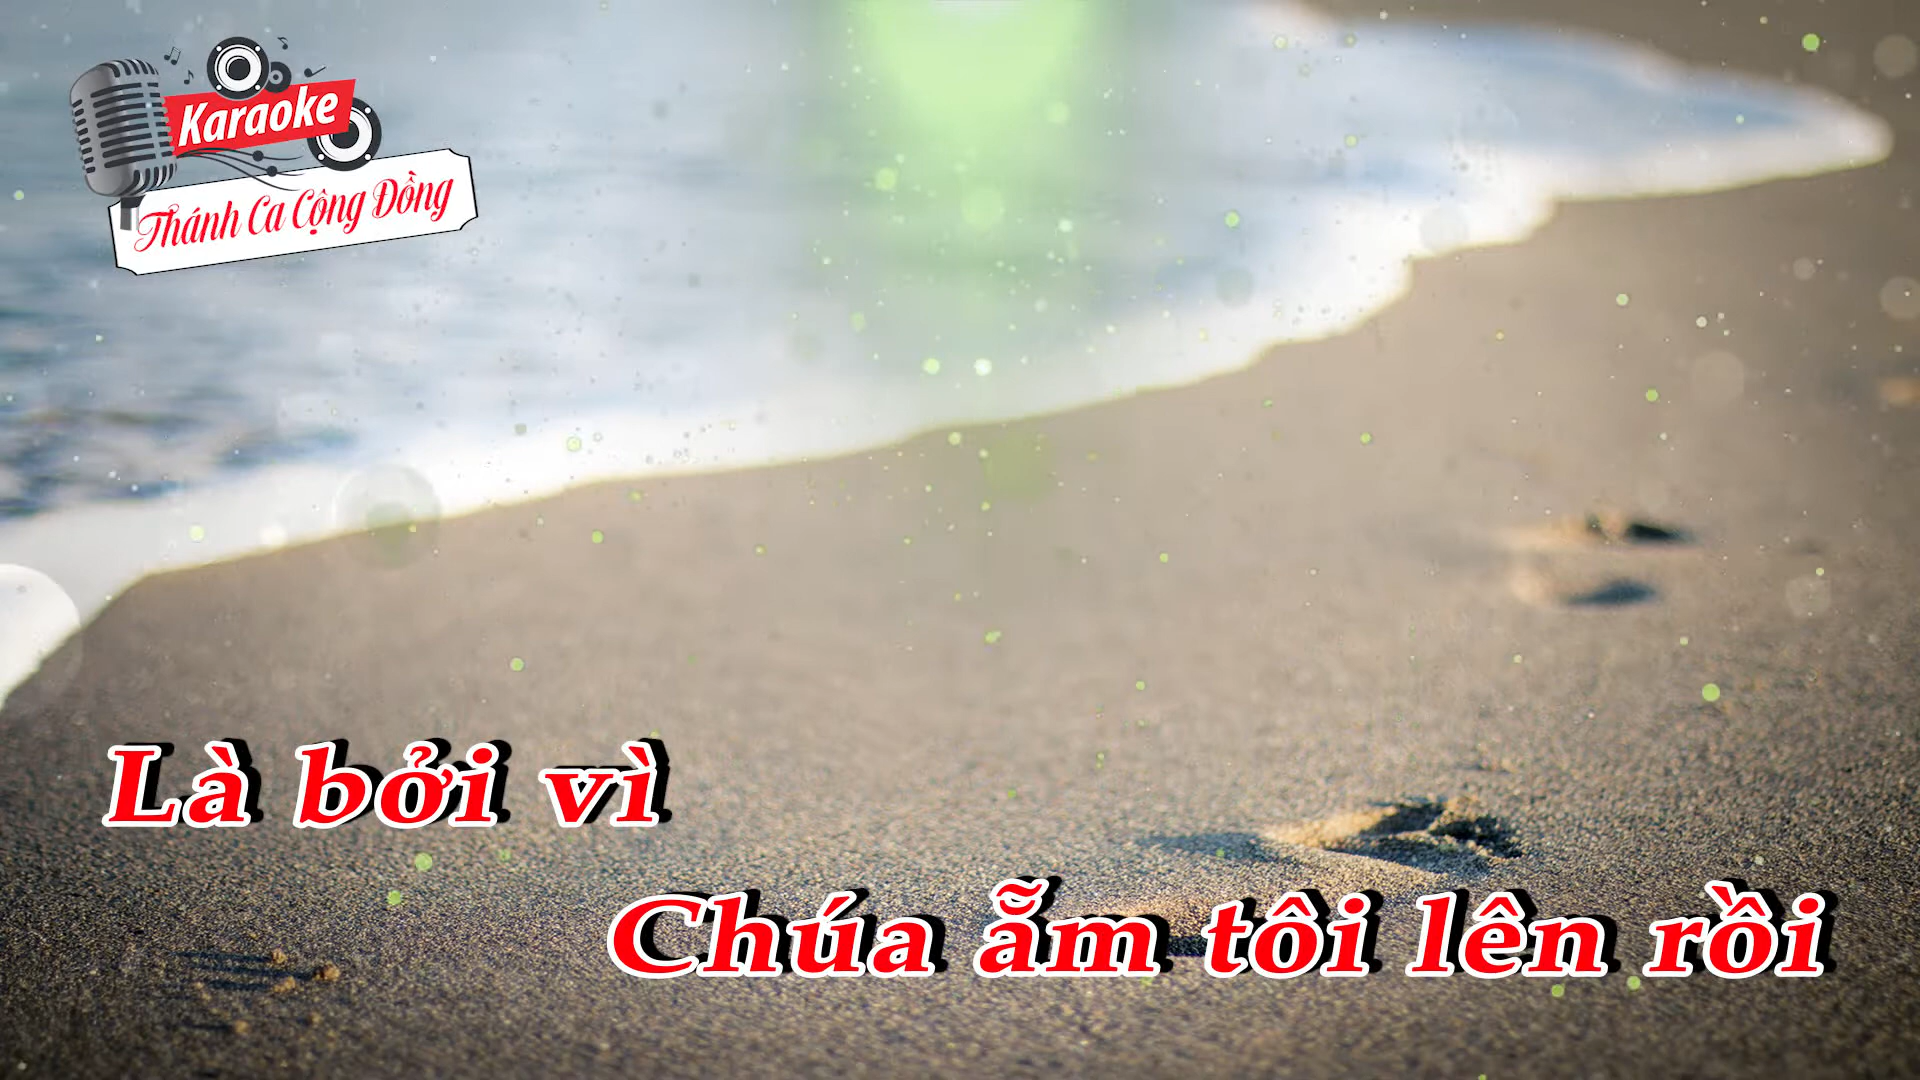 Karaoke
Thánh Ca Cộng Đồng
Là bởi vì
Chúa ẵm tôi lên rồi